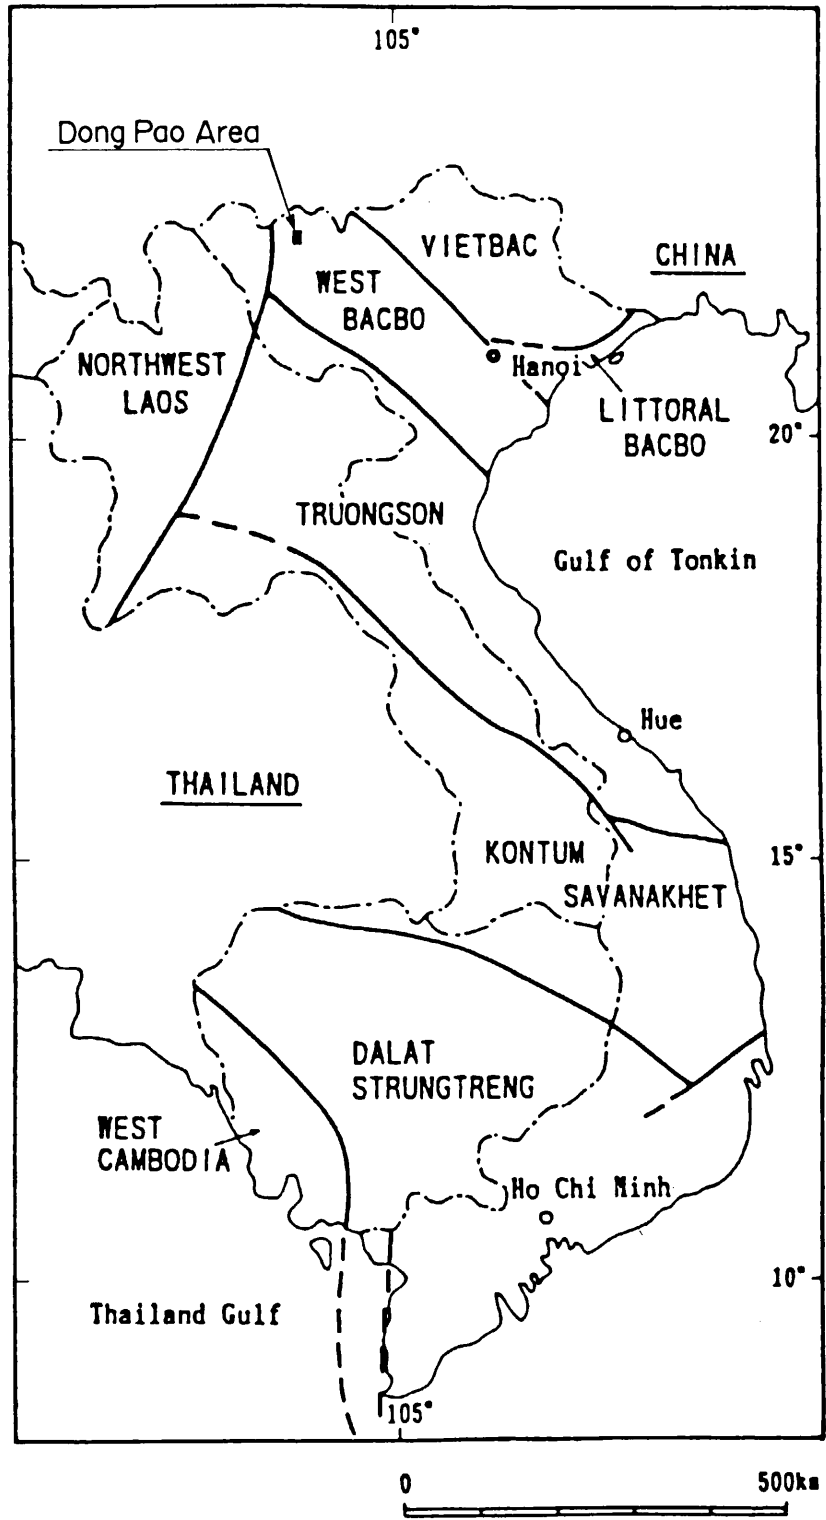 105°
Dong Pao Area
VIETBAC
CHINA
WEST
BACBO
NORTHWEST
LAOS
Hanoi
LITTORAL
BACBO
20°
TRUONGSON
Gulf of Tonkin
Hue
THAILAND
KONTUM
15°
SAVANAKHET
DALAT
STRUNGTRENG
WEST
CAMBODIA
Ho Chi Minh
10°
Thailand Gulf
105°
0
500km